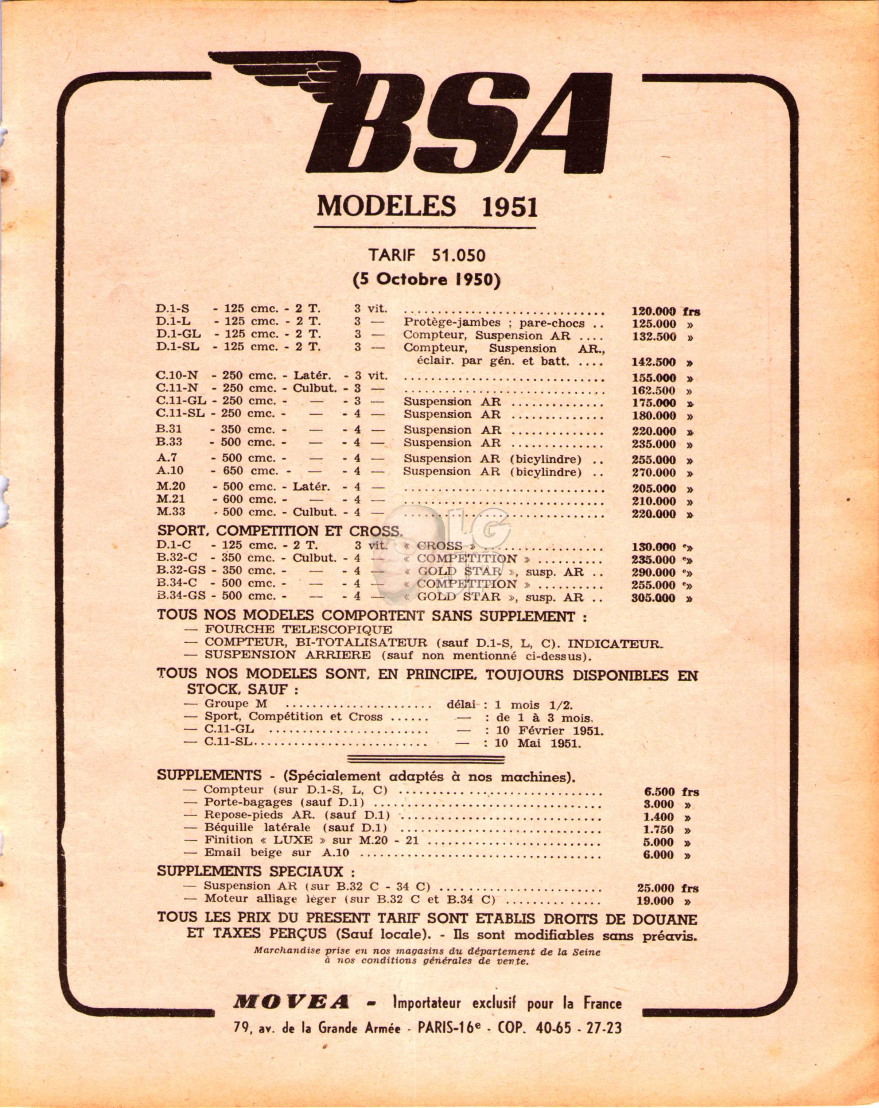 BSA
MODELES 1951
TARIF 51.050
(5 Octobre 1950)
D.1-S - 125 cmc. - 2 T. 3 vit. .............................. 120.000 frs
D.1-L - 125 cmc. - 2 T. 3 — Protège-jambes ; pare-chocs .. 125.000 »
D.1-GL - 125 cmc. - 2 T. 3 — Compteur, Suspension AR .... 132.500 »
D.1-SL - 125 cmc. - 2 T. 3 — Compteur, Suspension AR.,
éclair. par gén. et batt. .... 142.500 »
C.10-N - 250 cmc. - Latér. - 3 vit. .............................. 155.000 »
C.11-N - 250 cmc. - Culbut. - 3 — .............................. 162.500 »
C.11-GL - 250 cmc. - — - 3 — Suspension AR .............. 175.000 »
C.11-SL - 250 cmc. - — - 4 — Suspension AR .............. 180.000 »
B.31 - 350 cmc. - — - 4 — Suspension AR .............. 220.000 »
B.33 - 500 cmc. - — - 4 — Suspension AR .............. 235.000 »
A.7 - 500 cmc. - — - 4 — Suspension AR (bicylindre) .. 255.000 »
A.10 - 650 cmc. - — - 4 — Suspension AR (bicylindre) .. 270.000 »
M.20 - 500 cmc. - Latér. - 4 — .............................. 205.000 »
M.21 - 600 cmc. - — - 4 — .............................. 210.000 »
M.33 - 500 cmc. - Culbut. - 4 — .............................. 220.000 »
LG
SPORT, COMPETITION ET CROSS.
D.1-C - 125 cmc. - 2 T. 3 vit. « CROSS » .................. 130.000 »
B.32-C - 350 cmc. - Culbut. - 4 — « COMPETITION » .......... 235.000 »
B.32-GS - 350 cmc. - — - 4 — « GOLD STAR », susp. AR .. 290.000 »
B.34-C - 500 cmc. - — - 4 — « COMPETITION » .......... 255.000 »
B.34-GS - 500 cmc. - — - 4 — « GOLD STAR », susp. AR .. 305.000 »
TOUS NOS MODELES COMPORTENT SANS SUPPLEMENT :
— FOURCHE TELESCOPIQUE
— COMPTEUR, BI-TOTALISATEUR (sauf D.1-S, L, C). INDICATEUR.
— SUSPENSION ARRIERE (sauf non mentionné ci-dessus).
TOUS NOS MODELES SONT, EN PRINCIPE, TOUJOURS DISPONIBLES EN
STOCK, SAUF :
— Groupe M ...................... délai : 1 mois 1/2.
— Sport, Compétition et Cross ...... — : de 1 à 3 mois.
— C.11-GL ........................ — : 10 Février 1951.
— C.11-SL.......................... — : 10 Mai 1951.
SUPPLEMENTS - (Spécialement adaptés à nos machines).
— Compteur (sur D.1-S, L, C) .............................. 6.500 frs
— Porte-bagages (sauf D.1) .................................. 3.000 »
— Repose-pieds AR. (sauf D.1) .............................. 1.400 »
— Béquille latérale (sauf D.1) .............................. 1.750 »
— Finition « LUXE » sur M.20 - 21 .......................... 5.000 »
— Email beige sur A.10 .................................... 6.000 »
SUPPLEMENTS SPECIAUX :
— Suspension AR (sur B.32 C - 34 C) ........................ 25.000 frs
— Moteur alliage léger (sur B.32 C et B.34 C) .............. 19.000 »
TOUS LES PRIX DU PRESENT TARIF SONT ETABLIS DROITS DE DOUANE
ET TAXES PERÇUS (Sauf locale). - Ils sont modifiables sans préavis.
Marchandise prise en nos magasins du département de la Seine
à nos conditions générales de vente.
MOVEA - Importateur exclusif pour la France
79, av. de la Grande Armée - PARIS-16e - COP. 40-65 - 27-23